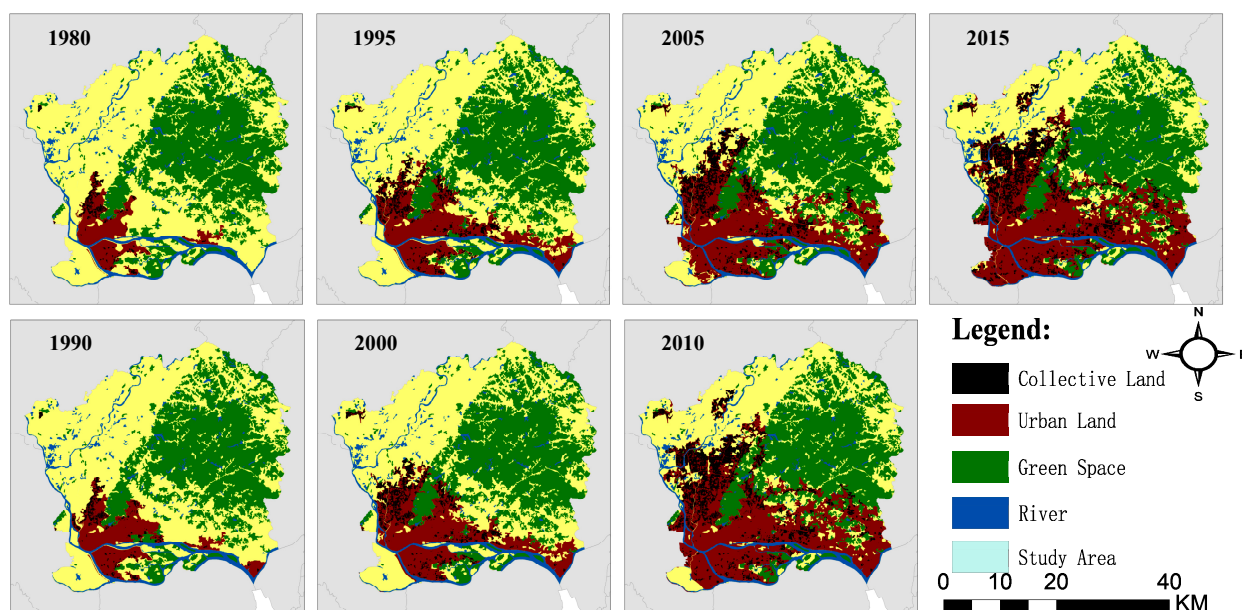 1980
1995
2005
2015
1990
2000
2010
Legend:
Collective Land
Urban Land
Green Space
River
Study Area
N
W
S
0 10 20 40
KM